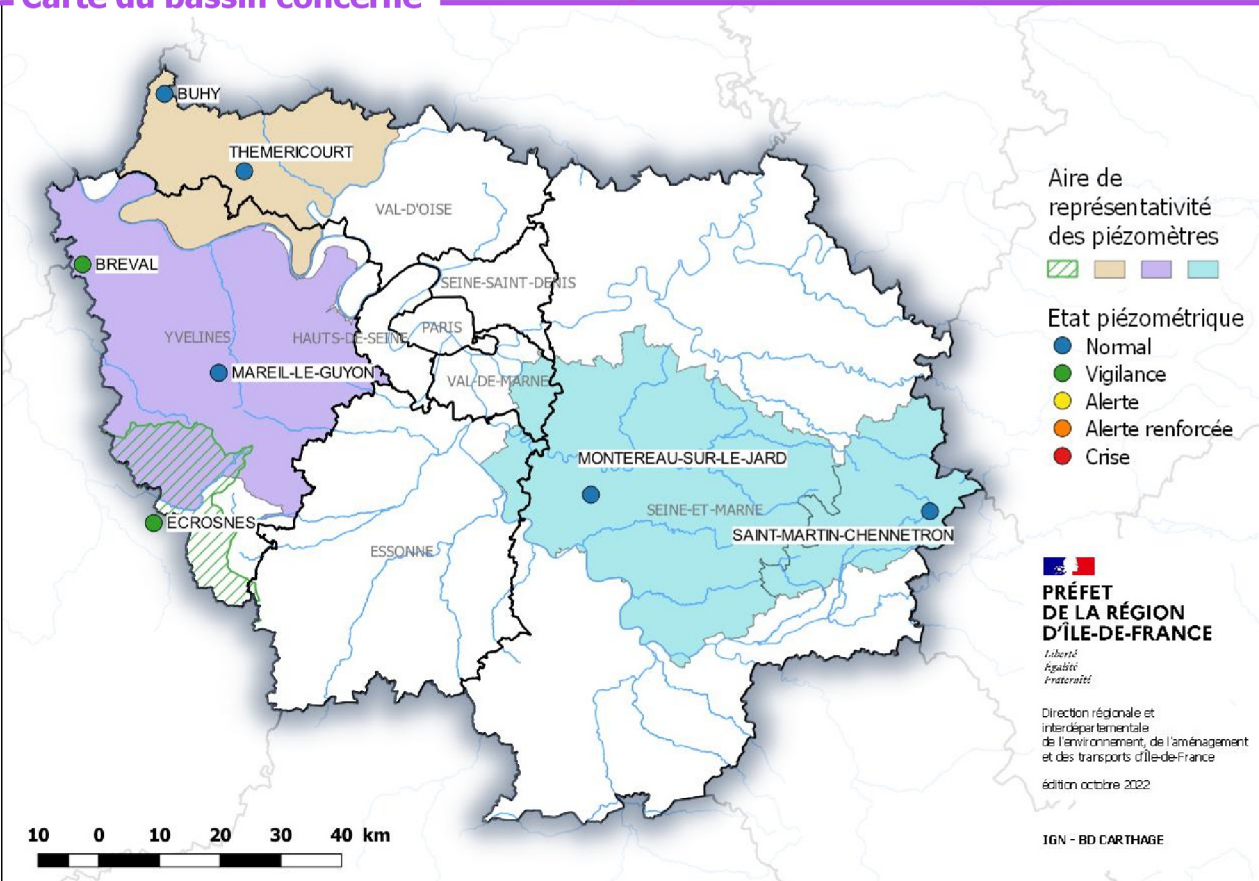 Carte du bassin concerné
BUHY
THEMERICOURT
VAL-D'OISE
BREVAL
SEINE-SAINT-DENIS
YVELINES
HAUTS-DE-SEINE
PARIS
MAREIL-LE-GUYON
VAL-DE-MARNE
MONTEREAU-SUR-LE-JARD
SEINE-ET-MARNE
ÉCROSNES
SAINT-MARTIN-CHENNETRON
ESSONNE
10 0 10 20 30 40 km
Aire de
représentativité
des piézomètres
Etat piézométrique
Normal
Vigilance
Alerte
Alerte renforcée
Crise
PRÉFET
DE LA RÉGION
D'ÎLE-DE-FRANCE
Liberté
Égalité
Fraternité
Direction régionale et
interdépartementale
de l'environnement, de l'aménagement
et des transports d'Île-de-France
édition octobre 2022
IGN - BD CARTHAGE